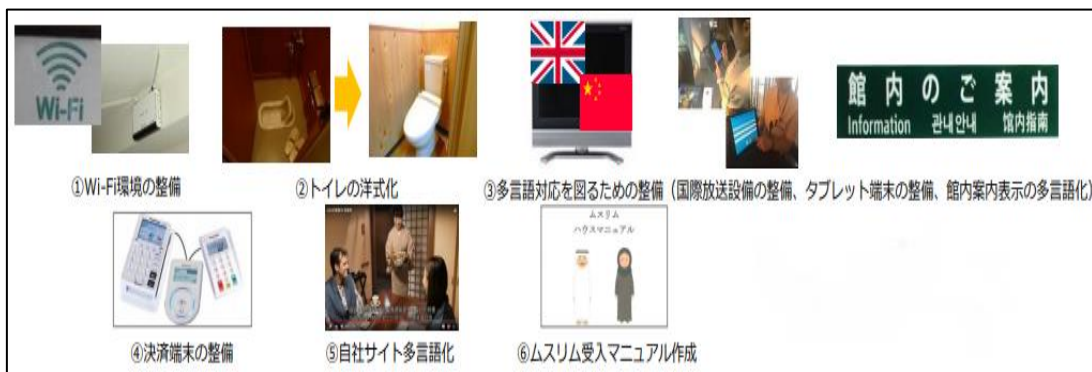 Wi-Fi
館内のご案内
Information 관내안내 馆内指南
①Wi-Fi環境の整備
②トイレの洋式化
③多言語対応を図るための整備（国際放送設備の整備、タブレット端末の整備、館内案内表示の多言語化）
ムスリム
ハウスマニュアル
④決済端末の整備
⑤自社サイト多言語化
⑥ムスリム受入マニュアル作成